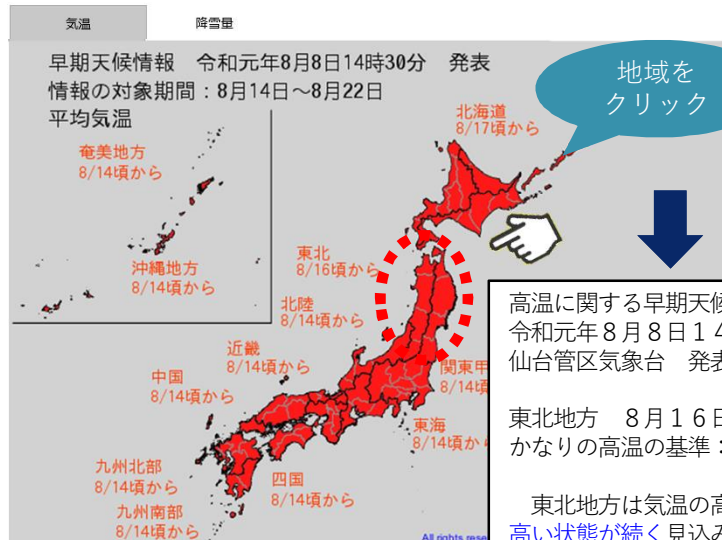 気温
降雪量
早期天候情報 令和元年8月8日14時30分 発表
情報の対象期間：8月14日～8月22日
平均気温
地域を
クリック
北海道
8/17頃から
奄美地方
8/14頃から
沖縄地方
8/14頃から
東北
8/16頃から
北陸
8/14頃から
近畿
8/14頃から
中国
8/14頃から
関東甲
8/14頃
東海
8/14頃か
四国
8/14頃から
九州北部
8/14頃から
九州南部
8/14頃から
All rights rese
高温に関する早期天候
令和元年８月８日１４
仙台管区気象台 発表
東北地方 ８月１６日
かなりの高温の基準：
東北地方は気温の高
高い状態が続く見込み